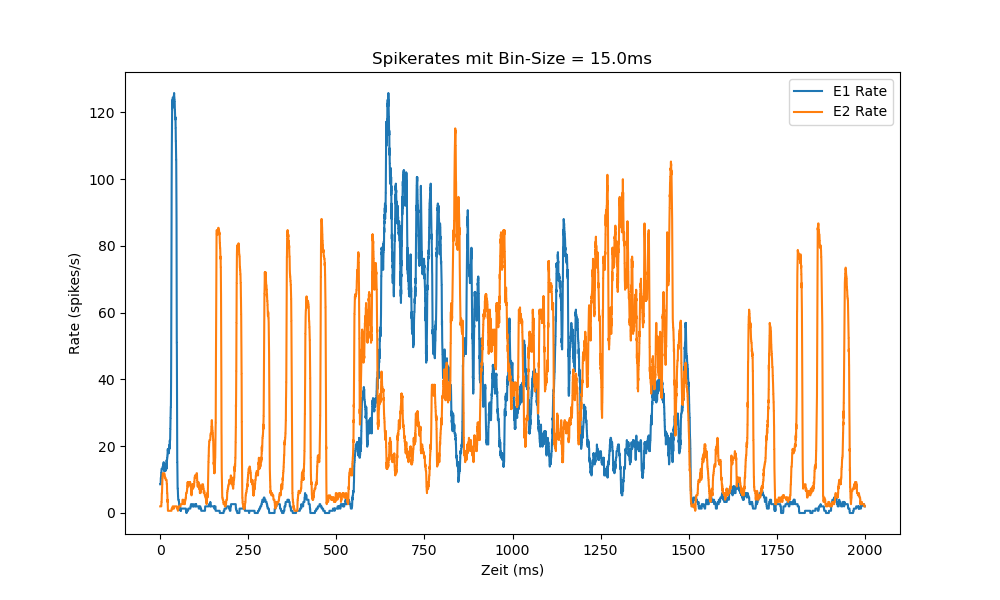 Spikerates mit Bin-Size = 15.0ms
E1 Rate
E2 Rate
Rate (spikes/s)
120
100
80
60
40
20
0
0 250 500 750 1000 1250 1500 1750 2000
Zeit (ms)